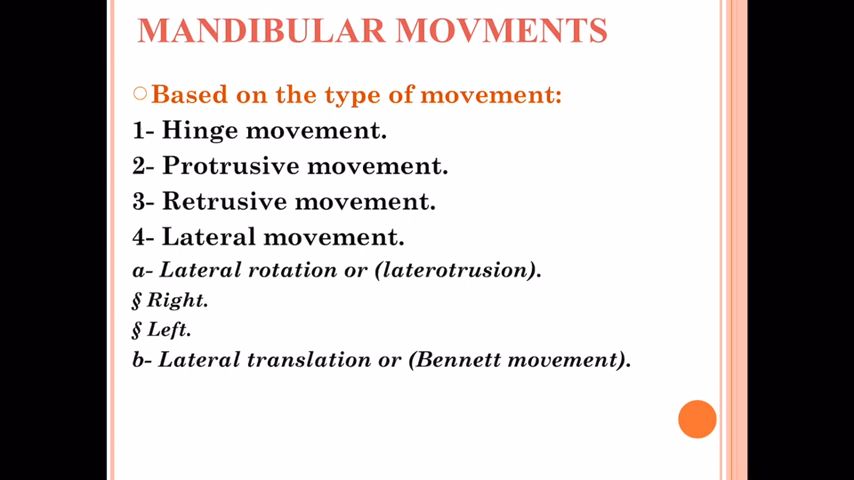 MANDIBULAR MOVMENTS
Based on the type of movement:
1- Hinge movement.
2- Protrusive movement.
3- Retrusive movement.
4- Lateral movement.
a- Lateral rotation or (laterotrusion).
§ Right.
§ Left.
b- Lateral translation or (Bennett movement).